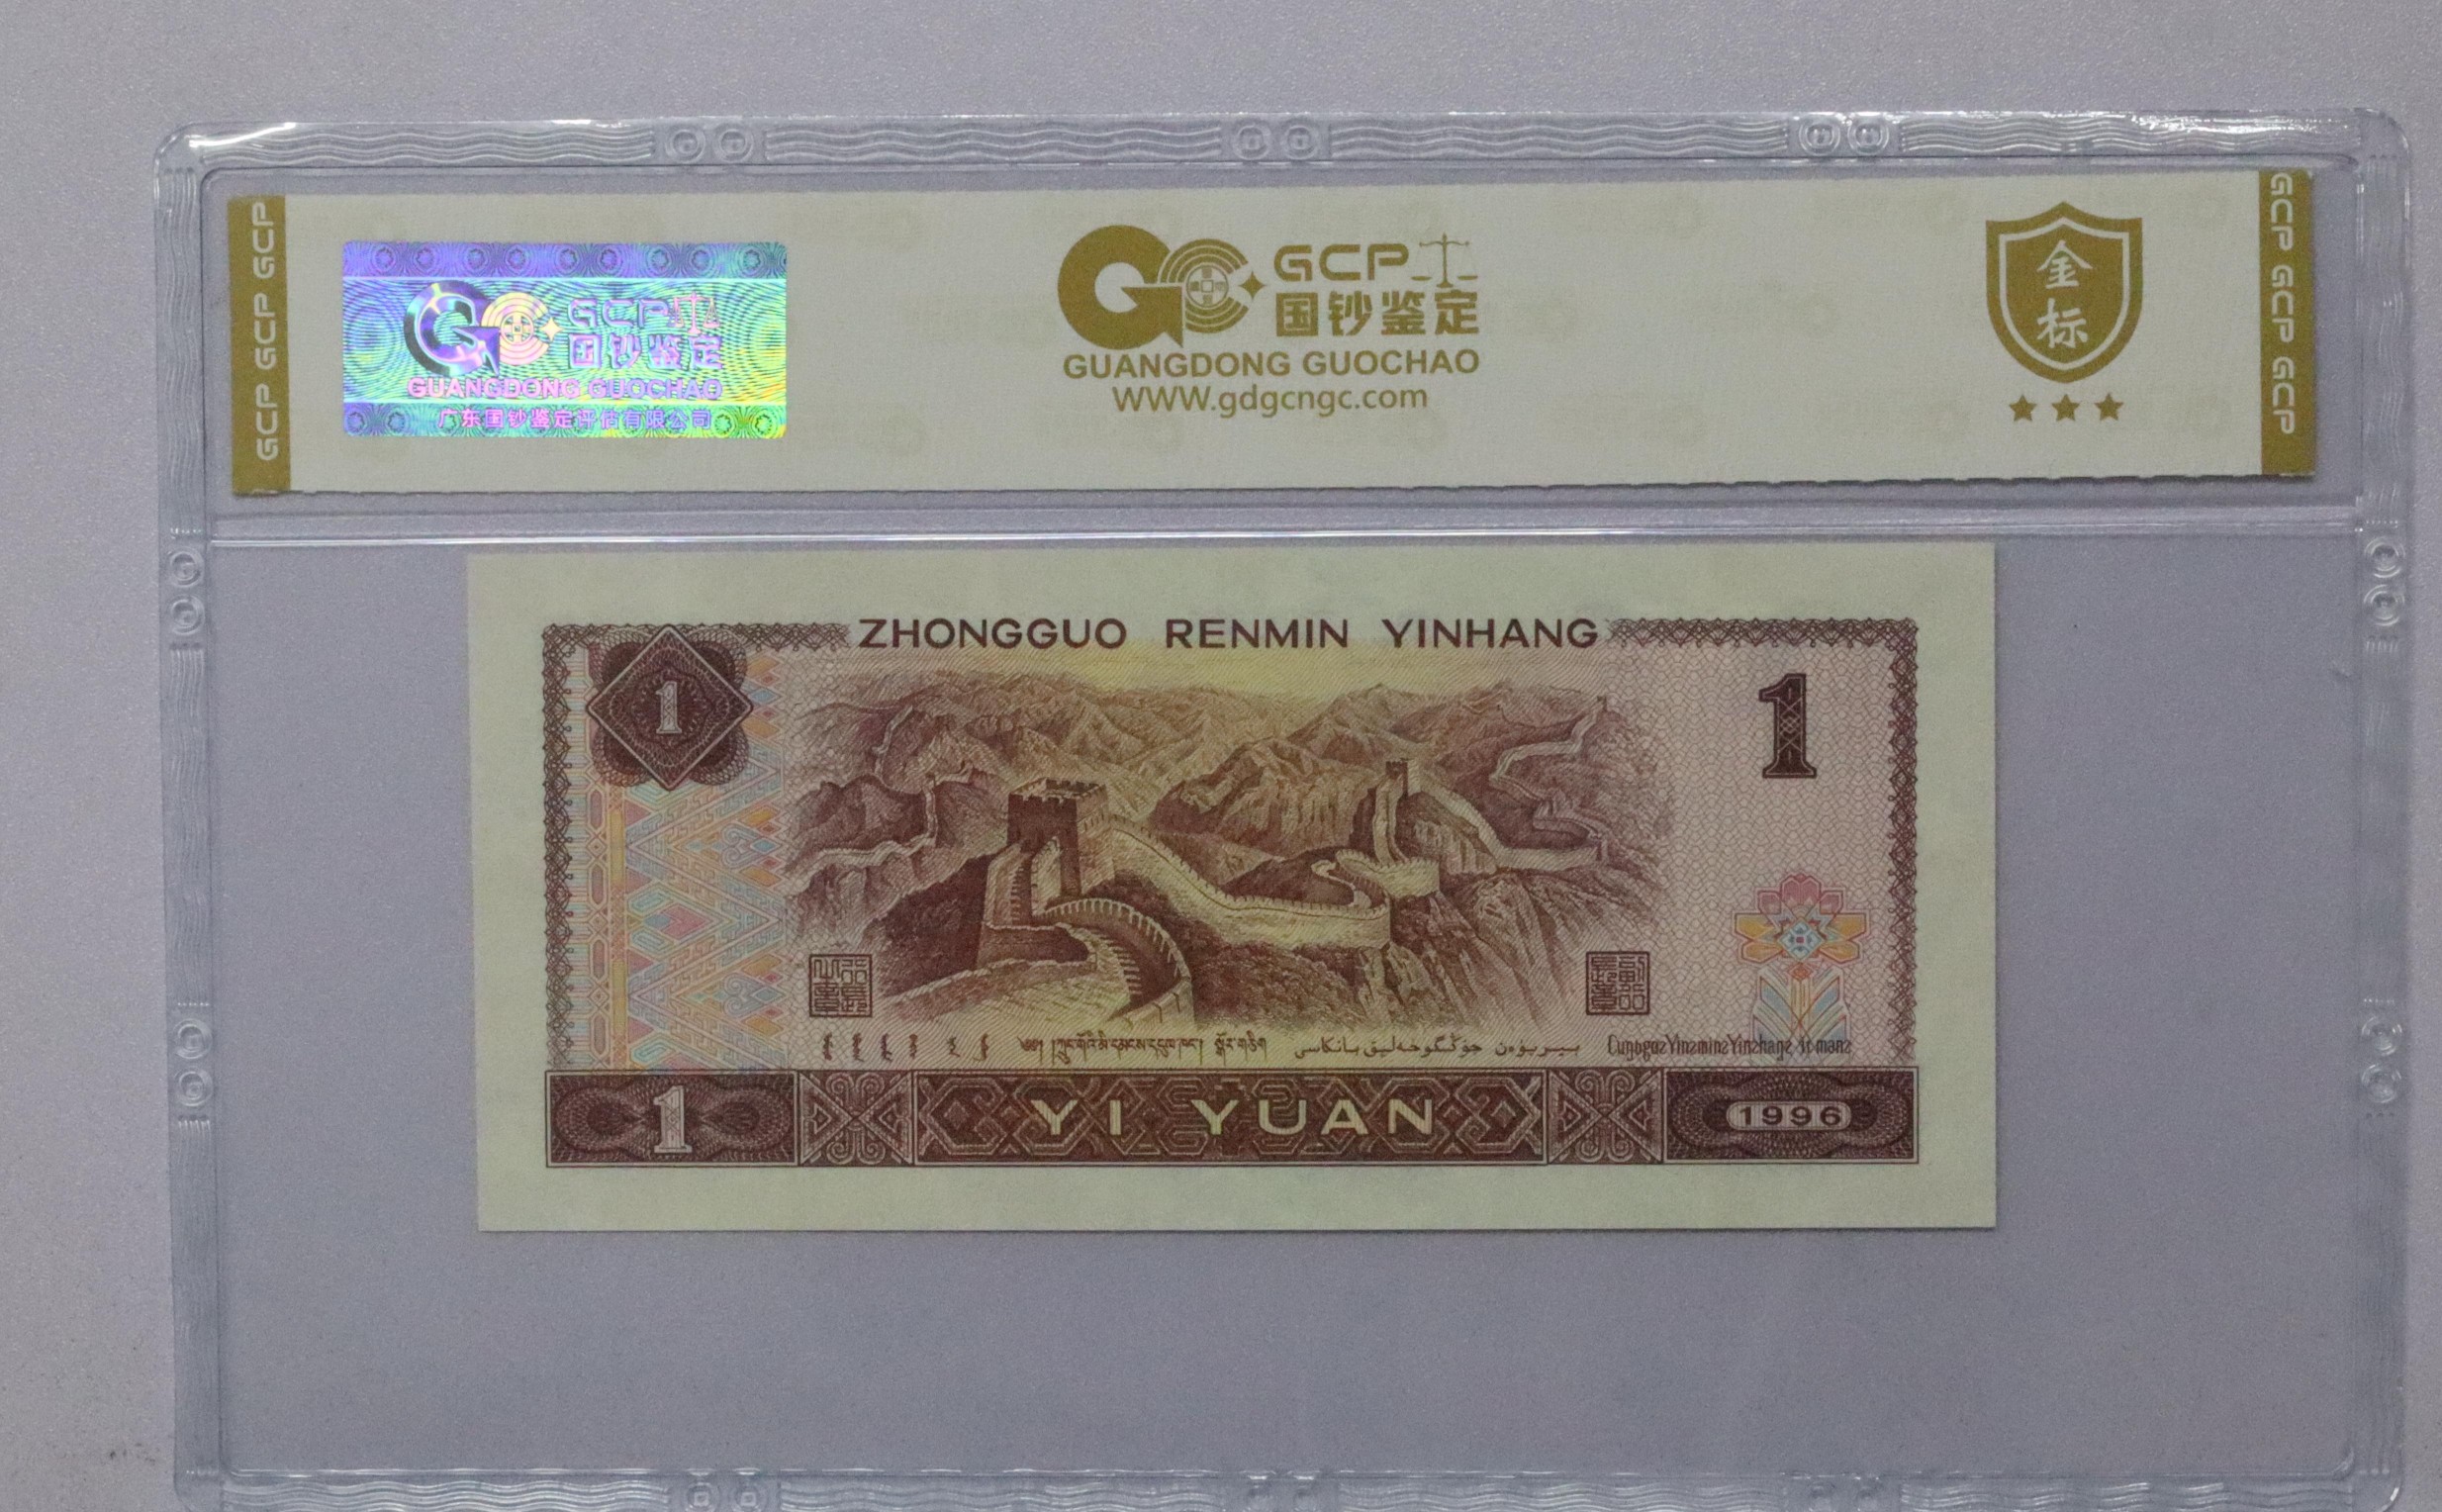 GCP GCP GCP
GCP
国钞鉴定
GUANGDONG GUOCHAO
广东国钞鉴定评估有限公司
GCP
国钞鉴定
GUANGDONG GUOCHAO
WWW.gdgcngc.com
金
标
GCP GCP GCP
ZHONGGUO RENMIN YINHANG
1
1
1
YI YUAN
1996